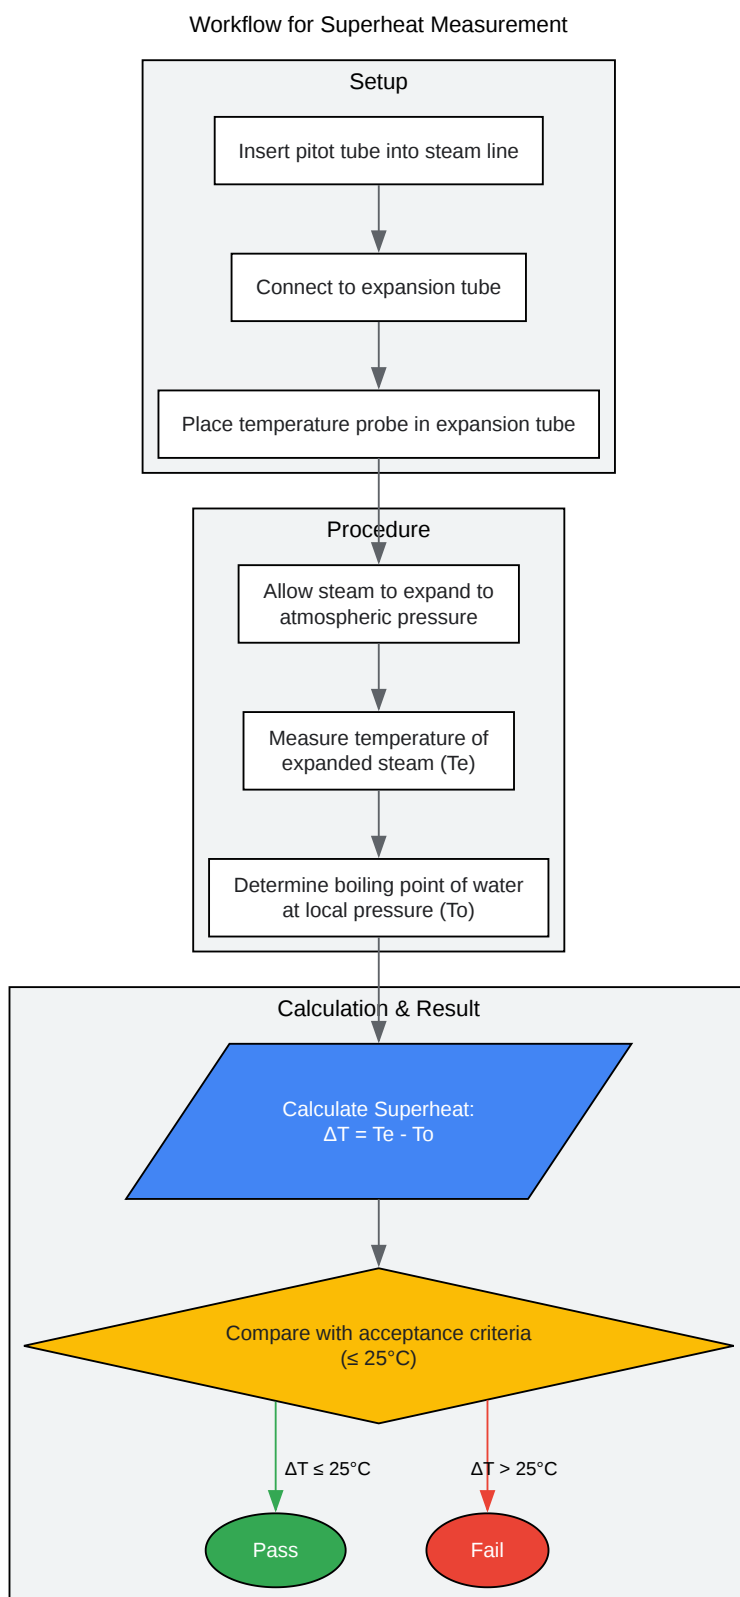 Workflow for Superheat Measurement
Setup
Insert pitot tube into steam line
Connect to expansion tube
Place temperature probe in expansion tube
Procedure
Allow steam to expand to
atmospheric pressure
Measure temperature of
expanded steam (Te)
Determine boiling point of water
at local pressure (To)
Calculation & Result
Calculate Superheat:
ΔT = Te - To
Compare with acceptance criteria
(≤ 25°C)
ΔT ≤ 25°C
ΔT > 25°C
Pass
Fail